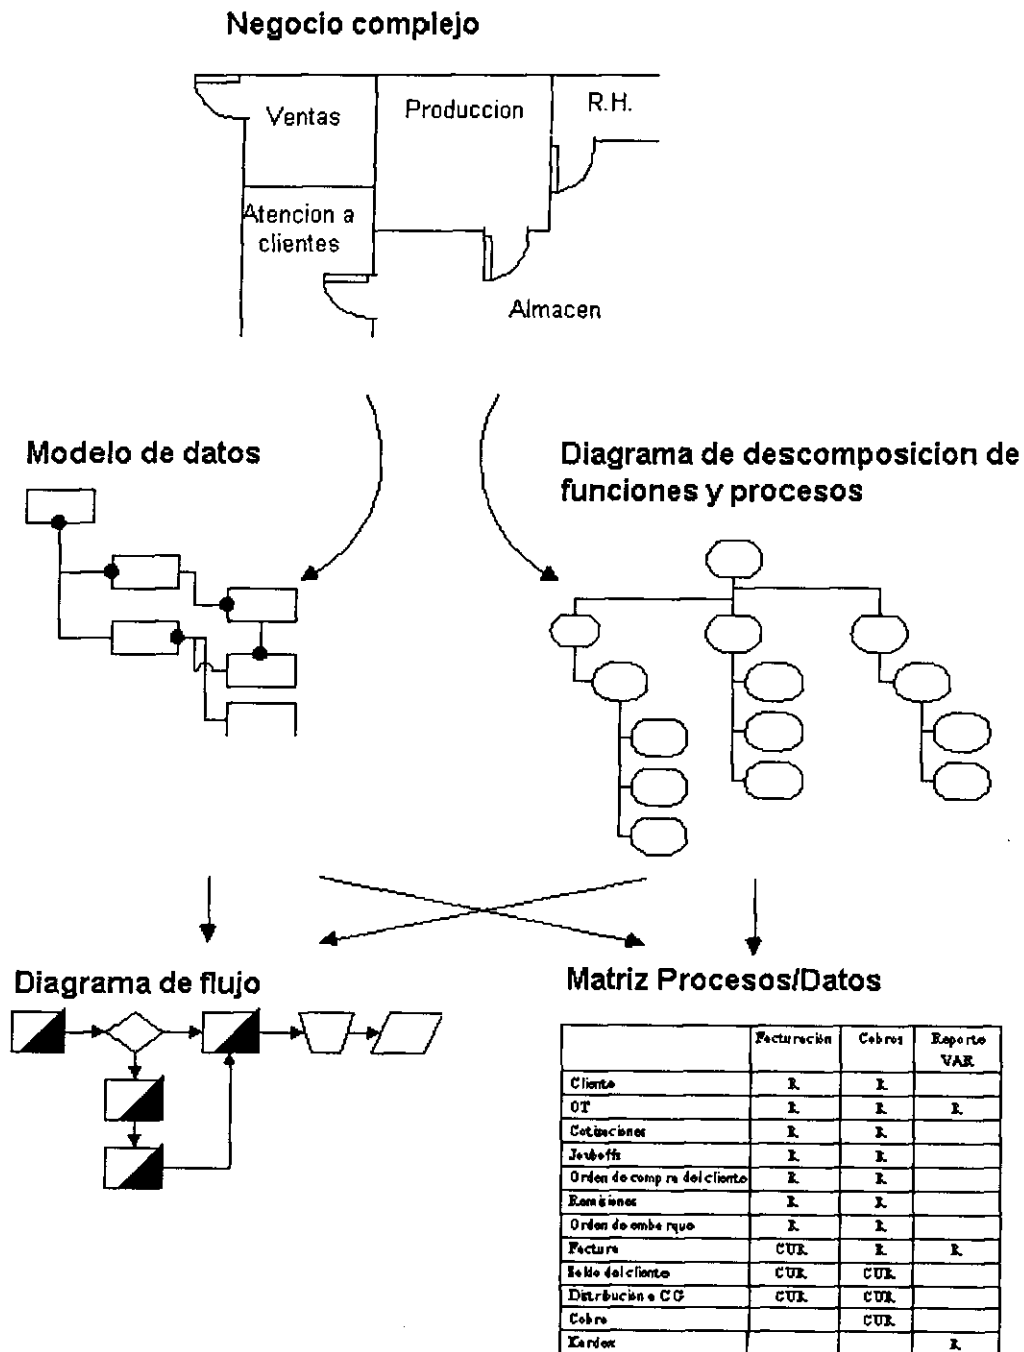 Negocio complejo
Ventas
Produccion
R.H.
Atencion a
clientes
Almacen
Modelo de datos
Diagrama de descomposicion de
funciones y procesos
Diagrama de flujo
Matriz Procesos/Datos
Facturación Cobros Reporte
VAR
Cliente R R
OT R R R
Cotizaciones R R
R R
Orden de compra del cliente R R
Remisiones R R
Orden de embarque R R
Factura CUR R R
Saldo del cliente CUR CUR
Distribucion a CG CUR CUR
Cobro CUR
Kardex R